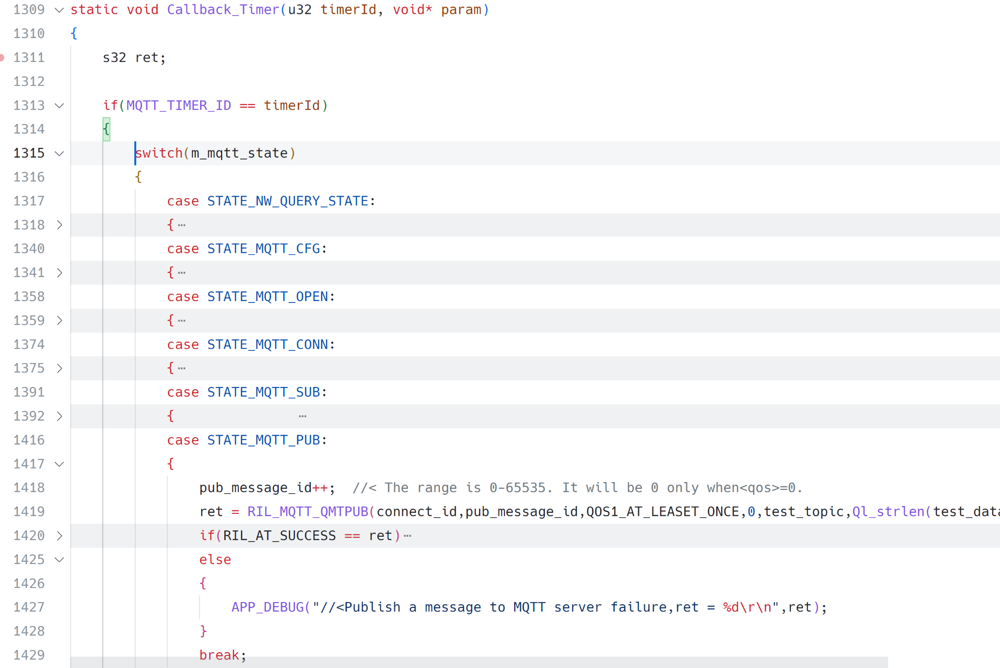 1309 static void Callback_Timer(u32 timerId, void* param)
1310 {
1311 s32 ret;
1312
1313 if(MQTT_TIMER_ID == timerId)
1314 {
1315 switch(m_mqtt_state)
1316 {
1317 case STATE_NW_QUERY_STATE:
1318 { …
1340 case STATE_MQTT_CFG:
1341 { …
1358 case STATE_MQTT_OPEN:
1359 { …
1374 case STATE_MQTT_CONN:
1375 { …
1391 case STATE_MQTT_SUB:
1392 { …
1416 case STATE_MQTT_PUB:
1417 {
1418 pub_message_id++; //< The range is 0-65535. It will be 0 only when<qos>=0.
1419 ret = RIL_MQTT_QMTPUB(connect_id,pub_message_id,QOS1_AT_LEASET_ONCE,0,test_topic,Ql_strlen(test_data
1420 if(RIL_AT_SUCCESS == ret) …
1425 else
1426 {
1427 APP_DEBUG("//<Publish a message to MQTT server failure,ret = %d\r\n",ret);
1428 }
1429 break;